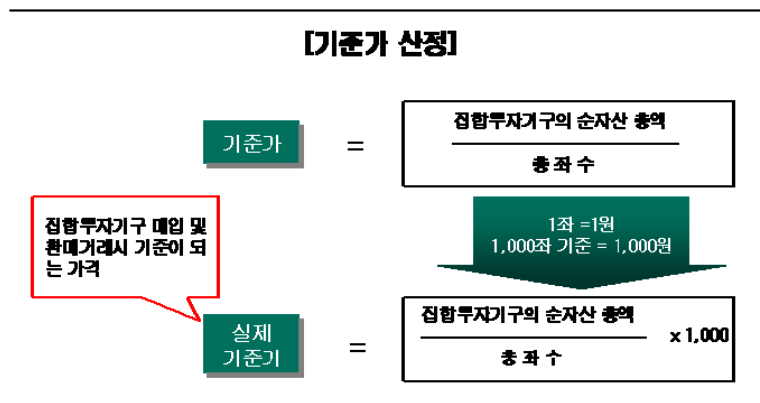 [기준가 산정]
기준가
=
집합투자기구의 순자산 총액
총 좌 수
1좌 =1원
1,000좌 기준 = 1,000원
집합투자기구 매입 및
환매거래시 기준이 되
는 가격
실제
기준기
=
집합투자기구의 순자산 총액
총 좌 수
x 1,000